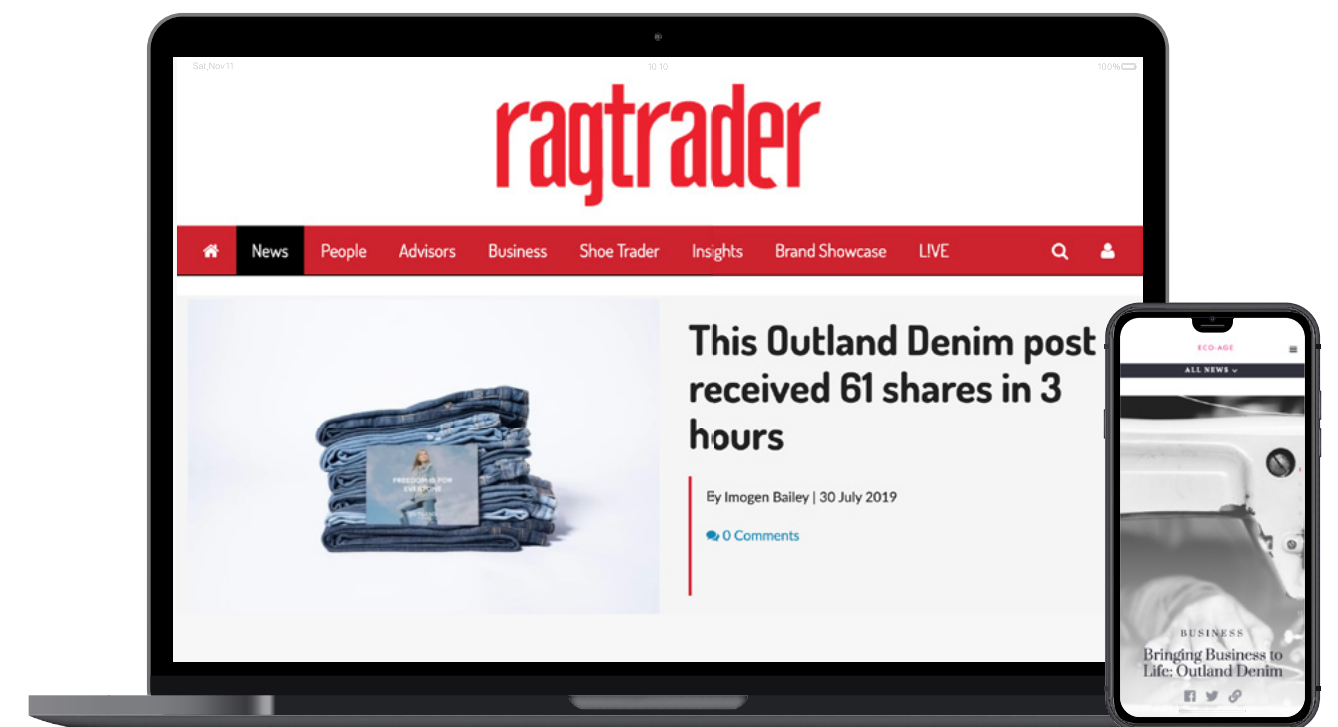 Sat,Nov11
10:10
100%
ragtrader
News People Advisors Business Shoe Trader Insights Brand Showcase L!VE
This Outland Denim post
received 61 shares in 3
hours
By Imogen Bailey | 30 July 2019
0 Comments
FREEDOM IS FOR
EVERYONE
ECO-AGE
ALL NEWS
BUSINESS
Bringing Business to
Life: Outland Denim